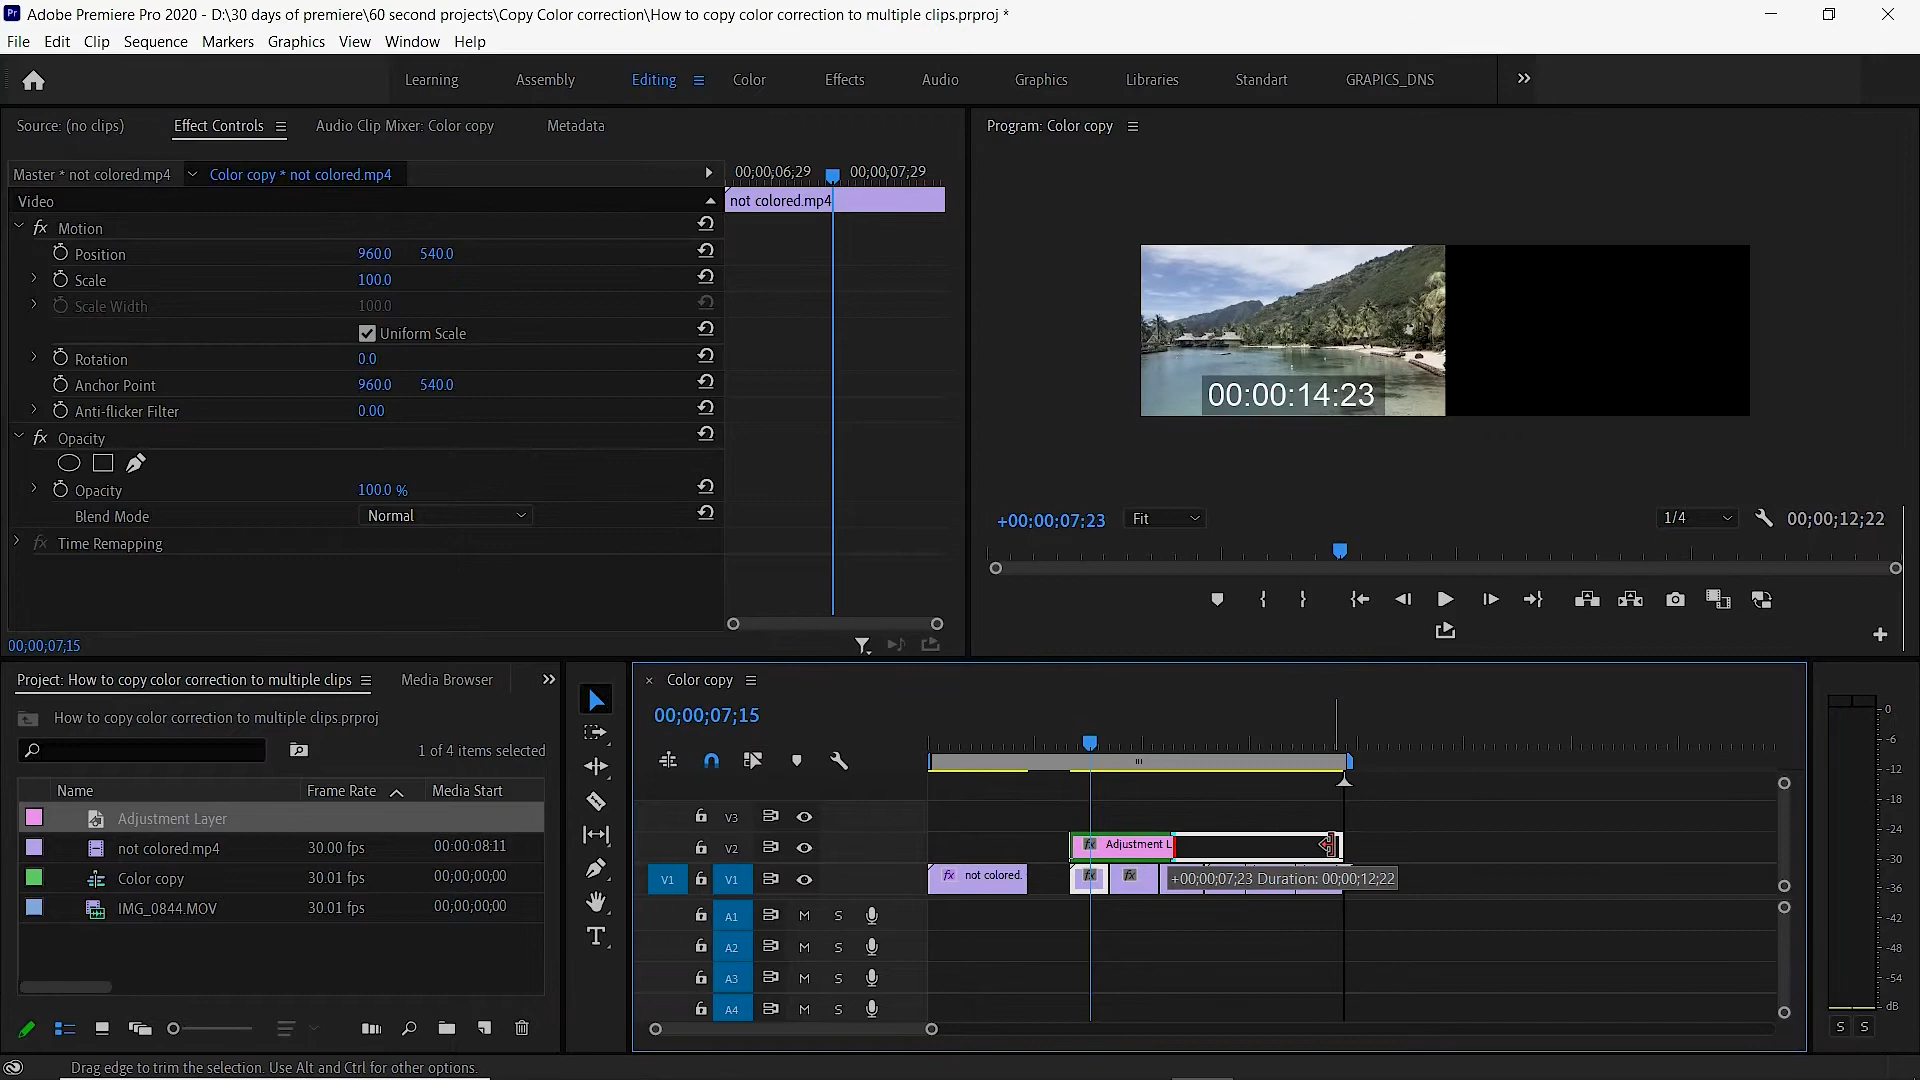 Adobe Premiere Pro 2020 - D:\30 days of premiere\60 second projects\Copy Color correction\How to copy color correction to multiple clips.prproj *
File Edit Clip Sequence Markers Graphics View Window Help
Learning Assembly Editing Color Effects Audio Graphics Libraries Standart GRAPICS_DNS
Source: (no clips) Effect Controls Audio Clip Mixer: Color copy Metadata
Program: Color copy
Master * not colored.mp4 Color copy * not colored.mp4
00;00;06;29 00;00;07;29
Video
not colored.mp4
fx Motion
Position 960.0 540.0
Scale 100.0
Scale Width 100.0
Uniform Scale
Rotation 0.0
Anchor Point 960.0 540.0
Anti-flicker Filter 0.00
fx Opacity
Opacity 100.0 %
Blend Mode Normal
fx Time Remapping
00;00;07;15
00:00:14:23
+00;00;07;23 Fit 1/4 00;00;12;22
Project: How to copy color correction to multiple clips Media Browser
How to copy color correction to multiple clips.prproj
1 of 4 items selected
Name Frame Rate Media Start
Adjustment Layer
not colored.mp4 30.00 fps 00:00:08:11
Color copy 30.01 fps 00;00;00;00
IMG_0844.MOV 30.01 fps 00;00;00;00
Color copy
00;00;07;15
V3
V2 fx Adjustment L
V1 V1 fx not colored. fx fx
+00;00;07;23 Duration: 00;00;12;22
A1 M S
A2 M S
A3 M S
A4 M S
0
-6
-12
-18
-24
-30
-36
-42
-48
-54
dB
S S
Drag edge to trim the selection. Use Alt and Ctrl for other options.